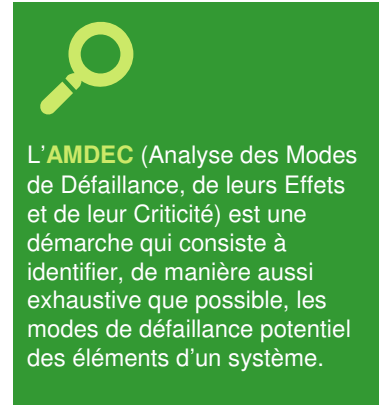 L'AMDEC (Analyse des Modes
de Défaillance, de leurs Effets
et de leur Criticité) est une
démarche qui consiste à
identifier, de manière aussi
exhaustive que possible, les
modes de défaillance potentiel
des éléments d'un système.